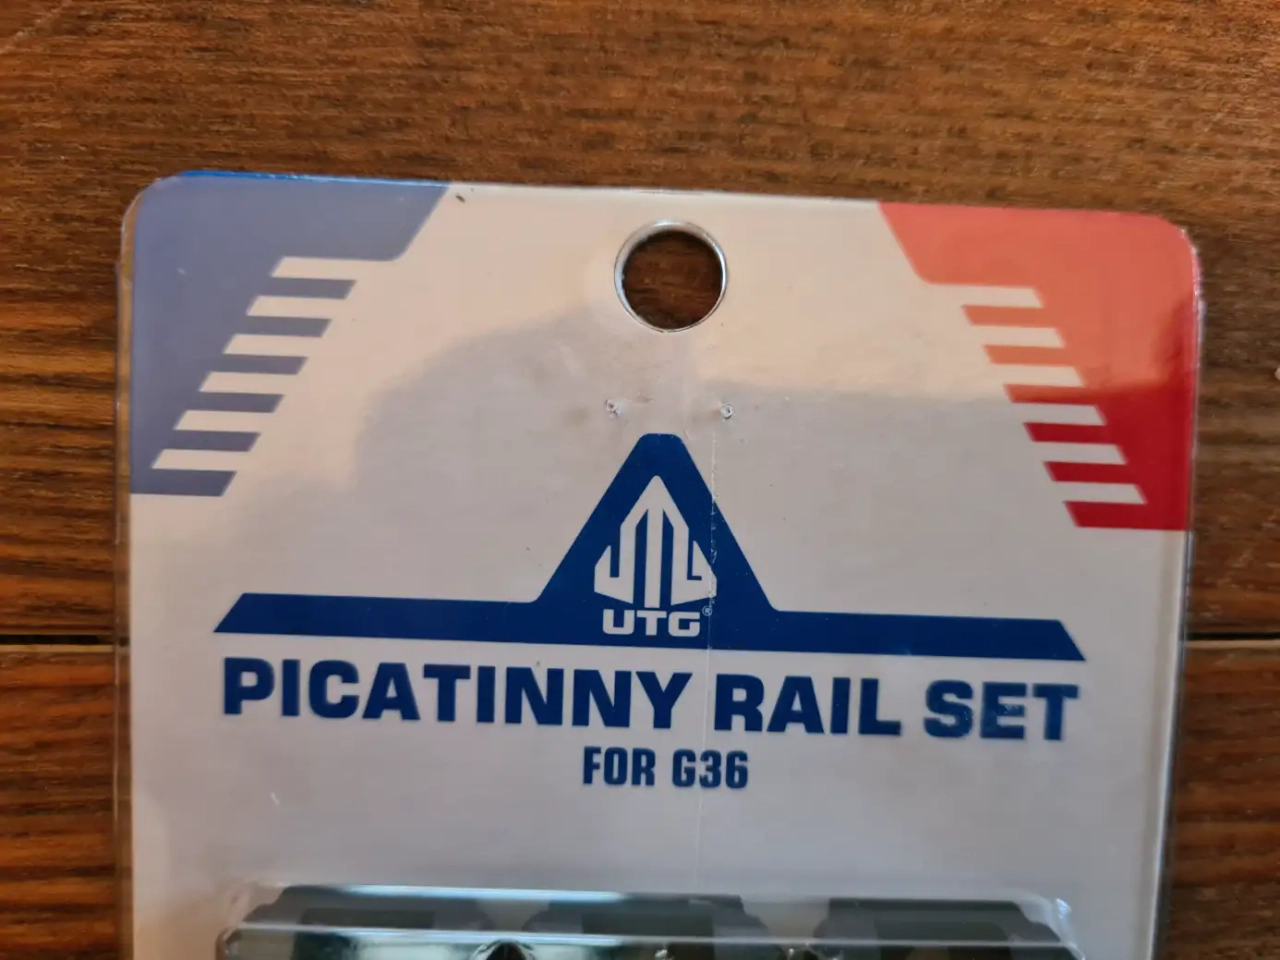 UTG®
PICATINNY RAIL SET
FOR G36